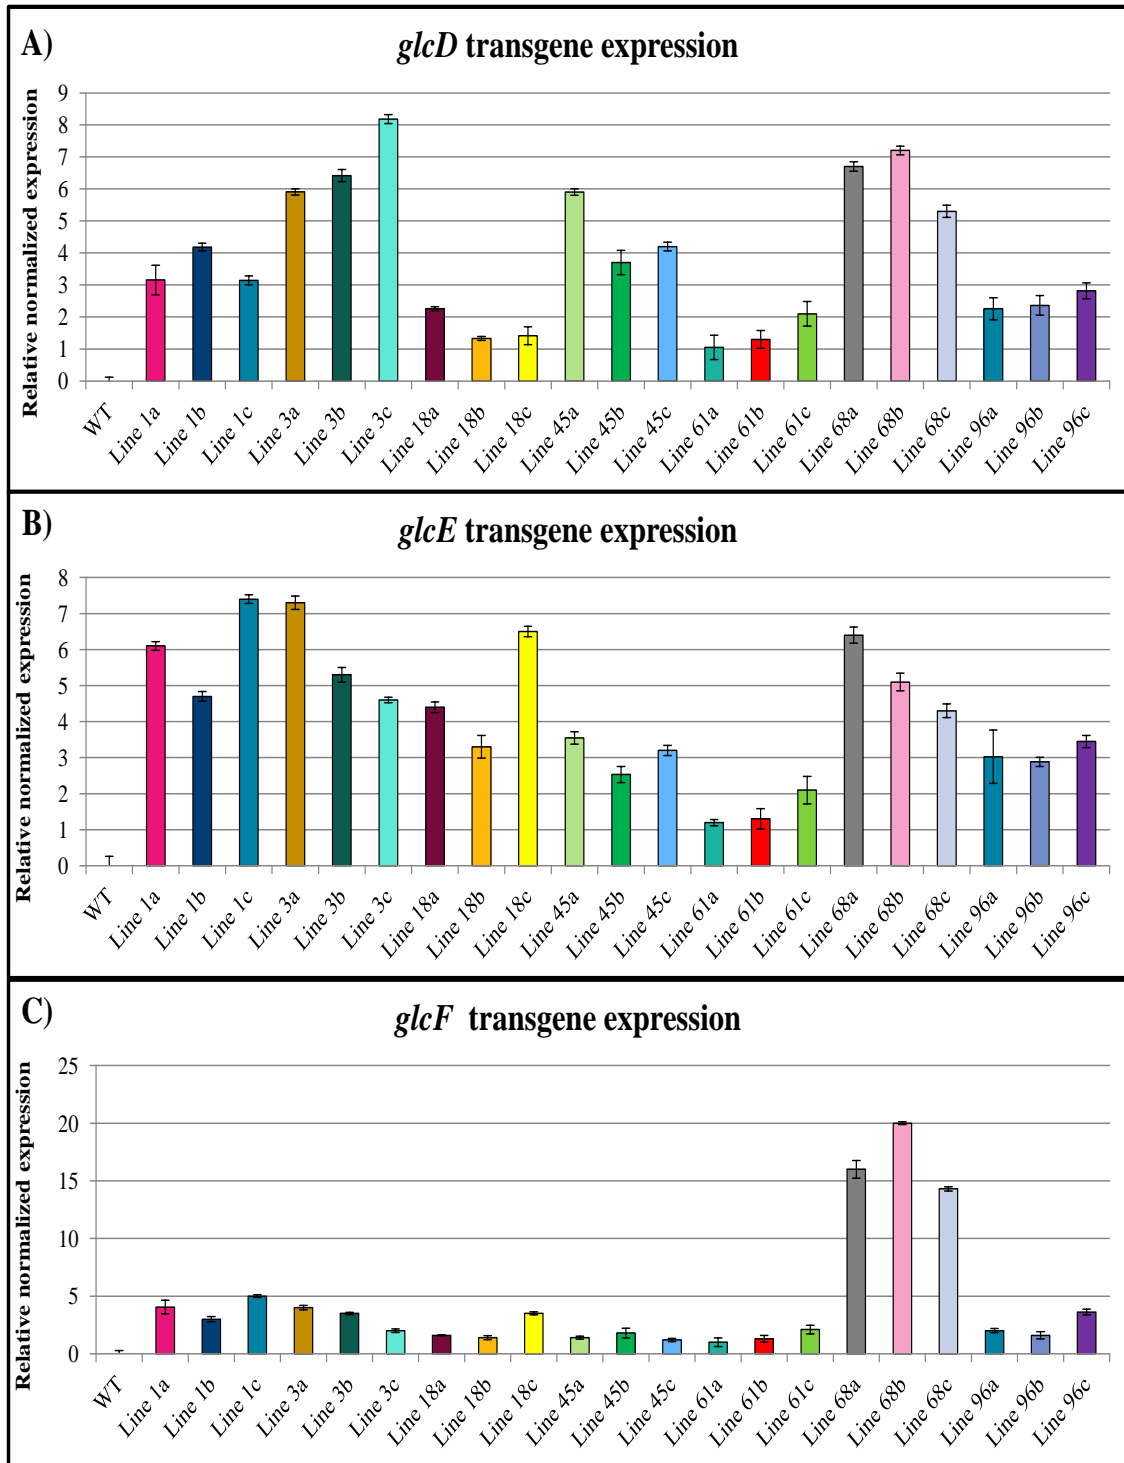 A)
glcD transgene expression
Relative normalized expression
9
8
7
6
5
4
3
2
1
0
WT
Line 1a
Line 1b
Line 1c
Line 3a
Line 3b
Line 3c
Line 18a
Line 18b
Line 18c
Line 45a
Line 45b
Line 45c
Line 61a
Line 61b
Line 61c
Line 68a
Line 68b
Line 68c
Line 96a
Line 96b
Line 96c
B)
glcE transgene expression
Relative normalized expression
8
7
6
5
4
3
2
1
0
WT
Line 1a
Line 1b
Line 1c
Line 3a
Line 3b
Line 3c
Line 18a
Line 18b
Line 18c
Line 45a
Line 45b
Line 45c
Line 61a
Line 61b
Line 61c
Line 68a
Line 68b
Line 68c
Line 96a
Line 96b
Line 96c
C)
glcF transgene expression
Relative normalized expression
25
20
15
10
5
0
WT
Line 1a
Line 1b
Line 1c
Line 3a
Line 3b
Line 3c
Line 18a
Line 18b
Line 18c
Line 45a
Line 45b
Line 45c
Line 61a
Line 61b
Line 61c
Line 68a
Line 68b
Line 68c
Line 96a
Line 96b
Line 96c